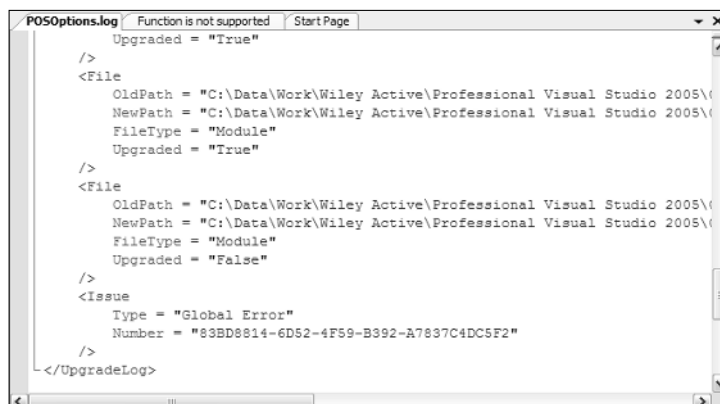 POSOptions.log Function is not supported Start Page
Upgraded = "True"
/>
<File
OldPath = "C:\Data\Work\Wiley Active\Professional Visual Studio 2005\
NewPath = "C:\Data\Work\Wiley Active\Professional Visual Studio 2005\
FileType = "Module"
Upgraded = "True"
/>
<File
OldPath = "C:\Data\Work\Wiley Active\Professional Visual Studio 2005\
NewPath = "C:\Data\Work\Wiley Active\Professional Visual Studio 2005\
FileType = "Module"
Upgraded = "False"
/>
<Issue
Type = "Global Error"
Number = "83BD8814-6D52-4F59-B392-A7837C4DC5F2"
/>
</UpgradeLog>